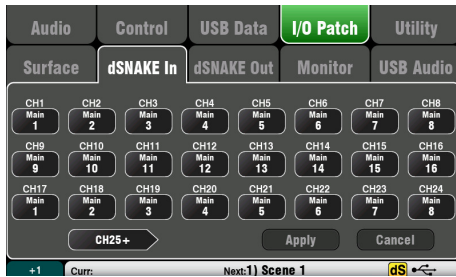 Audio Control USB Data I/O Patch Utility
Surface dSNAKE In dSNAKE Out Monitor USB Audio
CH1 CH2 CH3 CH4 CH5 CH6 CH7 CH8
Main Main Main Main Main Main Main Main
1 2 3 4 5 6 7 8
CH9 CH10 CH11 CH12 CH13 CH14 CH15 CH16
Main Main Main Main Main Main Main Main
9 10 11 12 13 14 15 16
CH17 CH18 CH19 CH20 CH21 CH22 CH23 CH24
Main Main Main Main Main Main Main Main
1 2 3 4 5 6 7 8
CH25+ Apply Cancel
+1 Curr: Next:1) Scene 1 dS